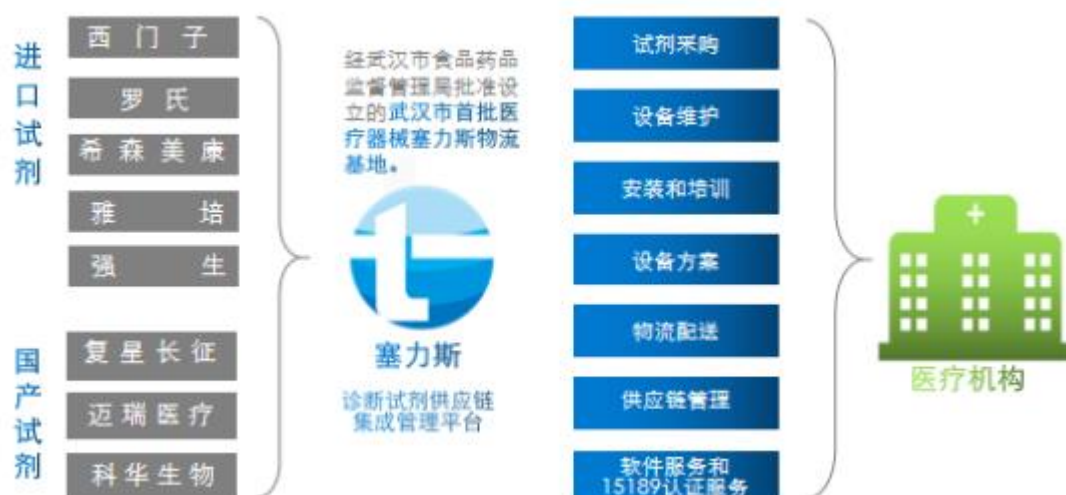 进口试剂
西门子
罗氏
希森美康
雅培
强生
国产试剂
复星长征
迈瑞医疗
科华生物
经武汉市食品药品
监督管理局批准设
立的武汉市首批医
疗器械塞力斯物流
基地。
塞力斯
诊断试剂供应链
集成管理平台
试剂采购
设备维护
安装和培训
设备方案
物流配送
供应链管理
软件服务和
15189认证服务
医疗机构